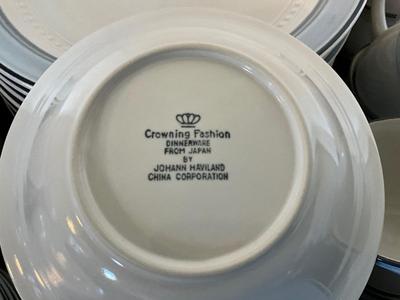 Crowning Fashion
DINNERWARE
FROM JAPAN
BY
JOHANN HAVILAND
CHINA CORPORATION